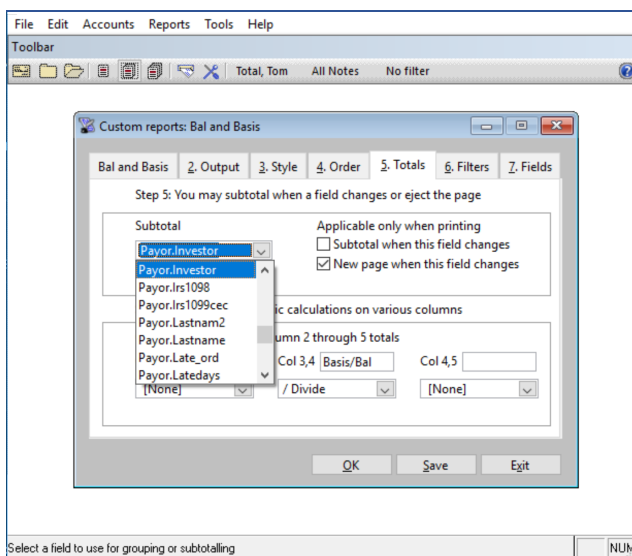 File Edit Accounts Reports Tools Help
Toolbar
Total, Tom All Notes No filter
Custom reports: Bal and Basis
Bal and Basis 2. Output 3. Style 4. Order 5. Totals 6. Filters 7. Fields
Step 5: You may subtotal when a field changes or eject the page
Subtotal Applicable only when printing
Payor.Investor Subtotal when this field changes
Payor.Investor New page when this field changes
Payor.Irs1098
Payor.Irs1099cec
ic calculations on various columns
Payor.Lastnam2
Payor.Lastname umn 2 through 5 totals
Payor.Late_ord Col 3,4 Basis/Bal Col 4,5
Payor.Latedays
[None] / Divide [None]
OK Save Exit
Select a field to use for grouping or subtotalling NUM